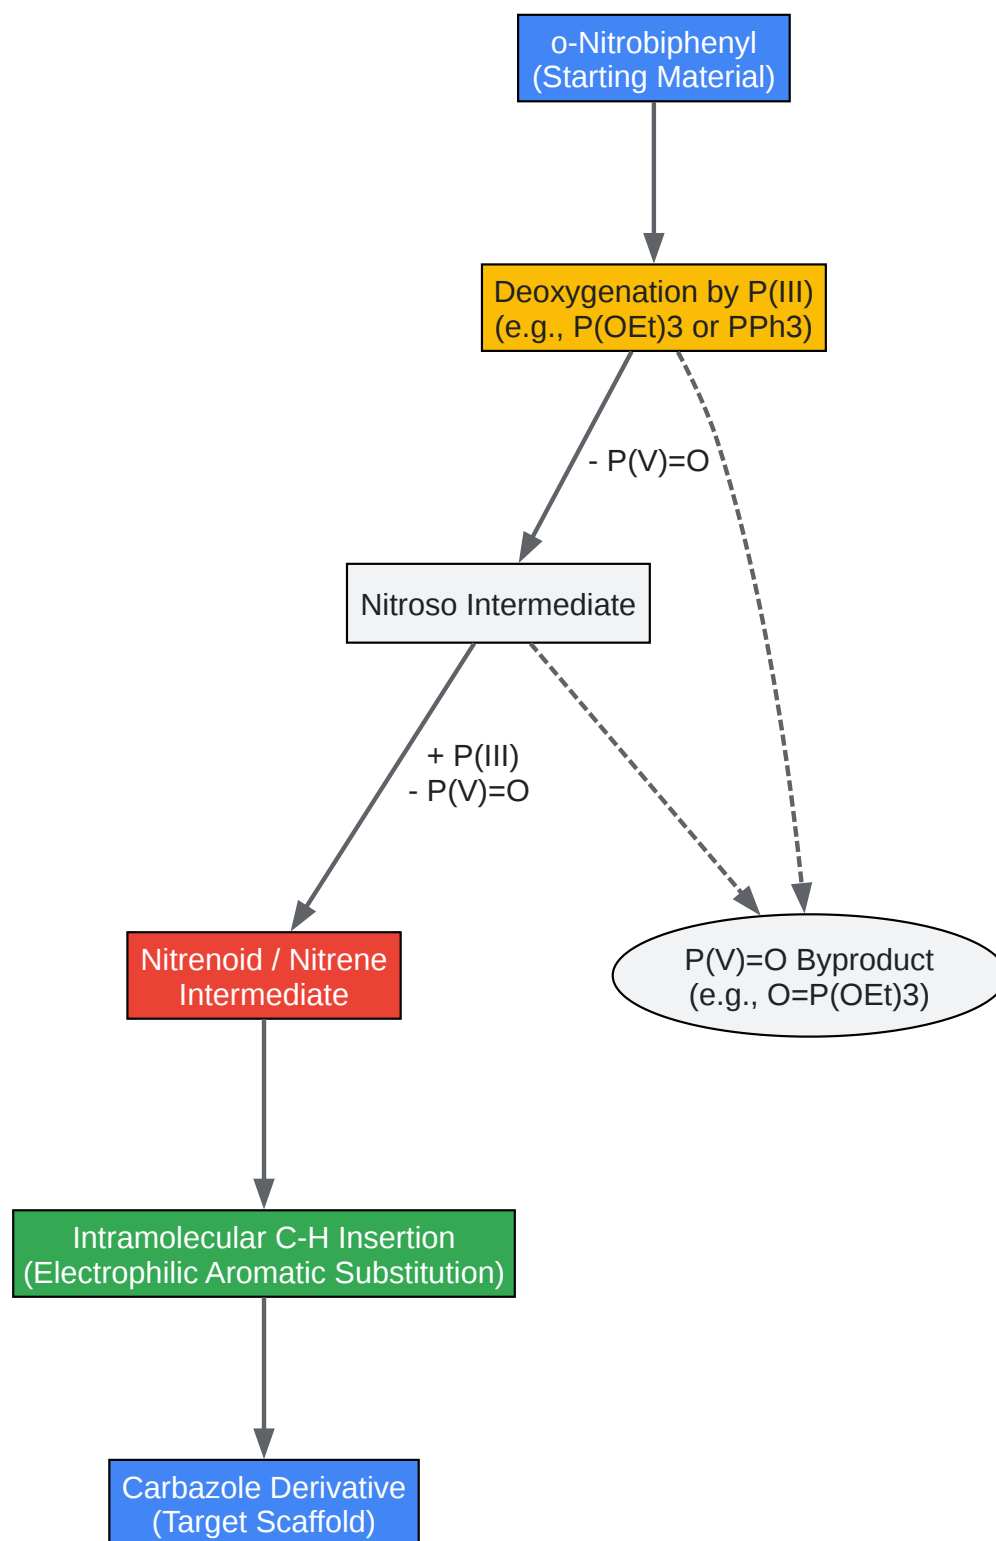 o-Nitrobiphenyl
(Starting Material)
Deoxygenation by P(III)
(e.g., P(OEt)3 or PPh3)
- P(V)=O
Nitroso Intermediate
+ P(III)
- P(V)=O
Nitrenoid / Nitrene
Intermediate
P(V)=O Byproduct
(e.g., O=P(OEt)3)
Intramolecular C-H Insertion
(Electrophilic Aromatic Substitution)
Carbazole Derivative
(Target Scaffold)